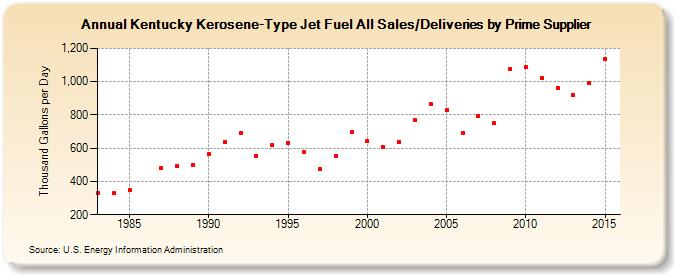 Annual Kentucky Kerosene-Type Jet Fuel All Sales/Deliveries by Prime Supplier
Thousand Gallons per Day
1,200
1,000
800
600
400
200
1985 1990 1995 2000 2005 2010 2015
Source: U.S. Energy Information Administration